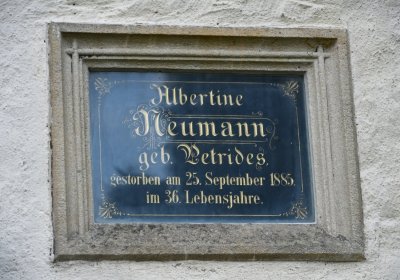 Albertine
Neumann
geb. Petrides,
gestorben am 25. September 1885
im 36. Lebensjahre.